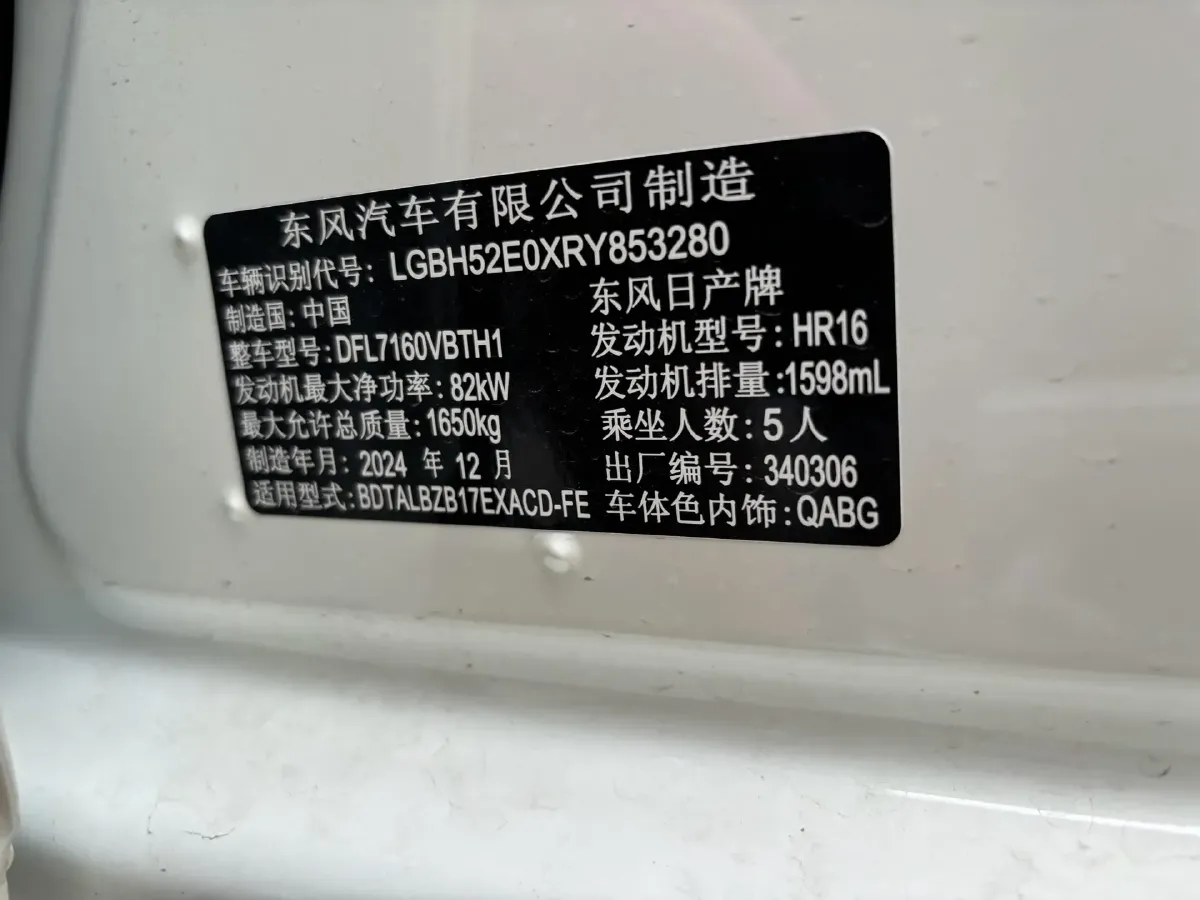 东风汽车有限公司制造
车辆识别代号: LGBH52E0XRY853280
制造国: 中国 东风日产牌
整车型号:DFL7160VBTH1 发动机型号: HR16
发动机最大净功率: 82kW 发动机排量:1598mL
最大允许总质量:1650kg 乘坐人数: 5人
制造年月: 2024 年 12 月 出厂编号: 340306
适用型式:BDTALBZB17EXACD-FE 车体色内饰:QABG